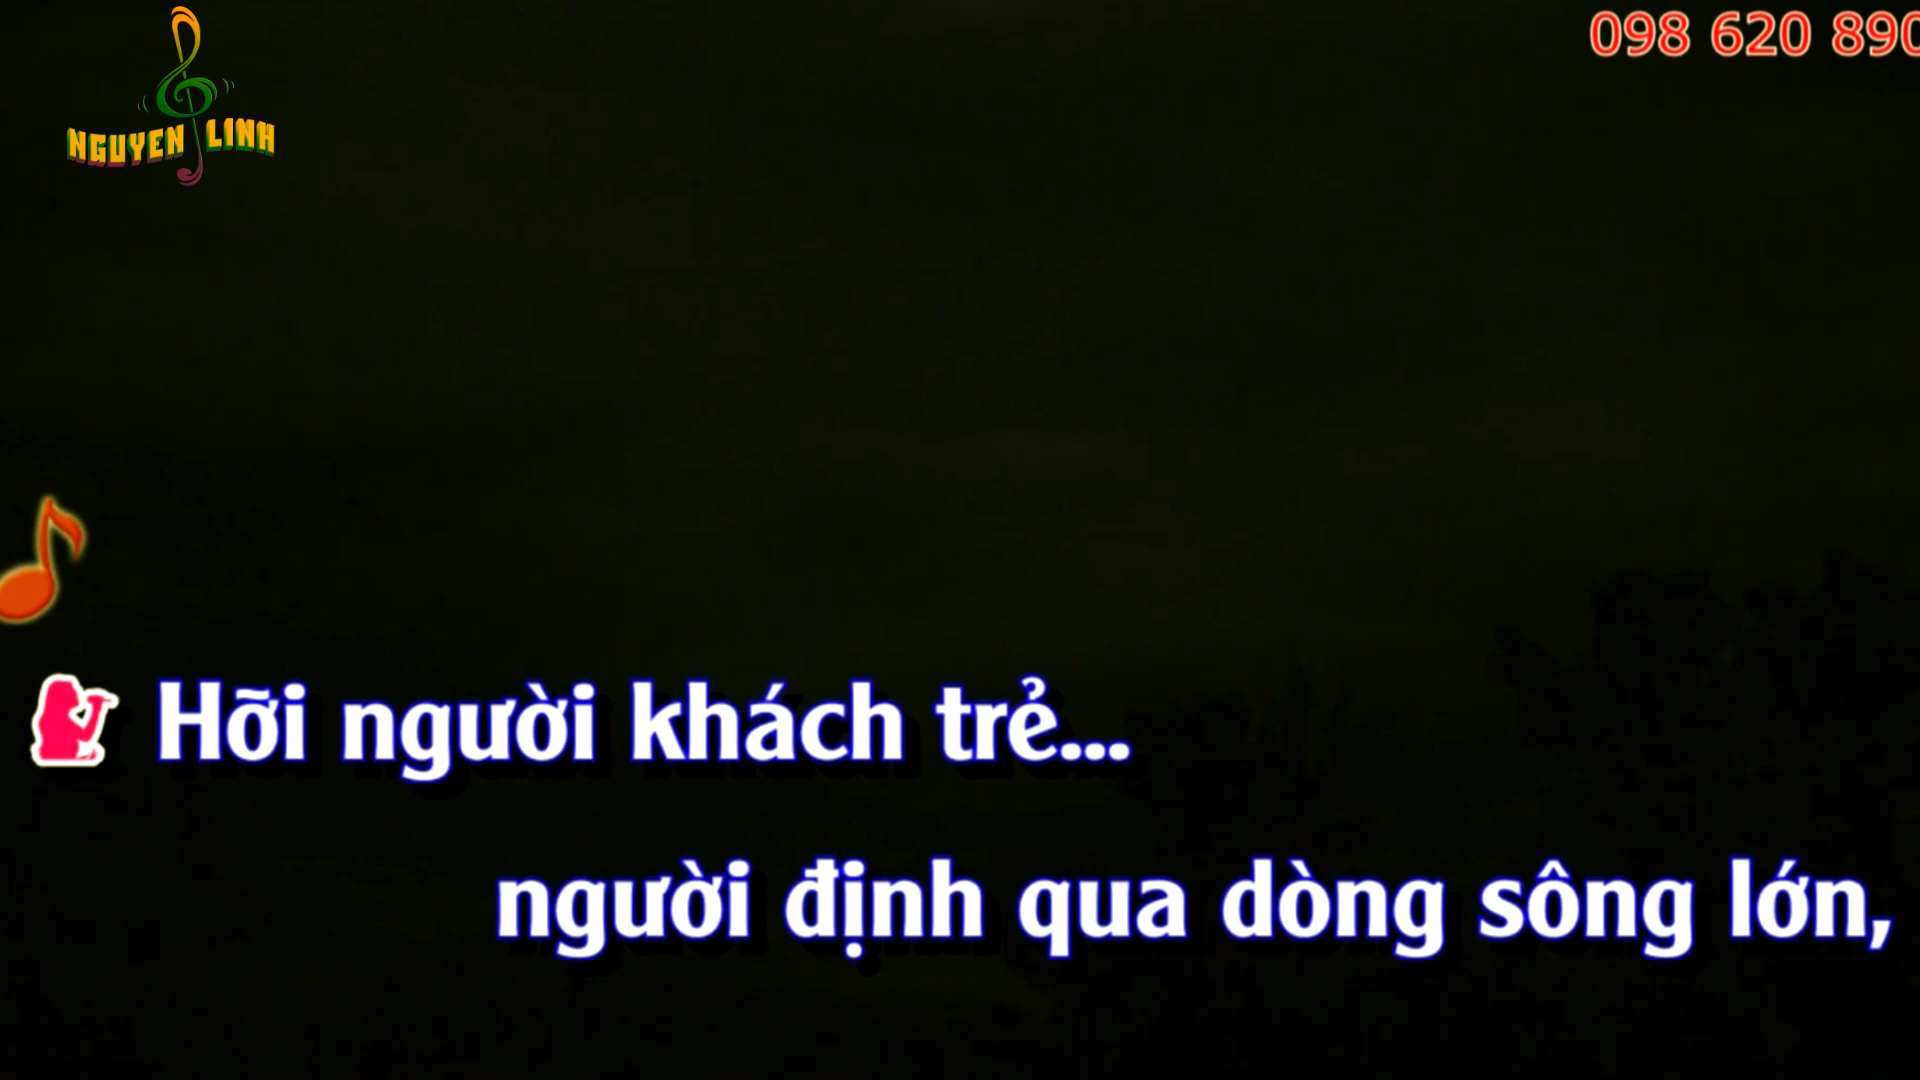 NGUYEN LINH
098 620 890
Hỡi người khách trẻ...
người định qua dòng sông lớn,